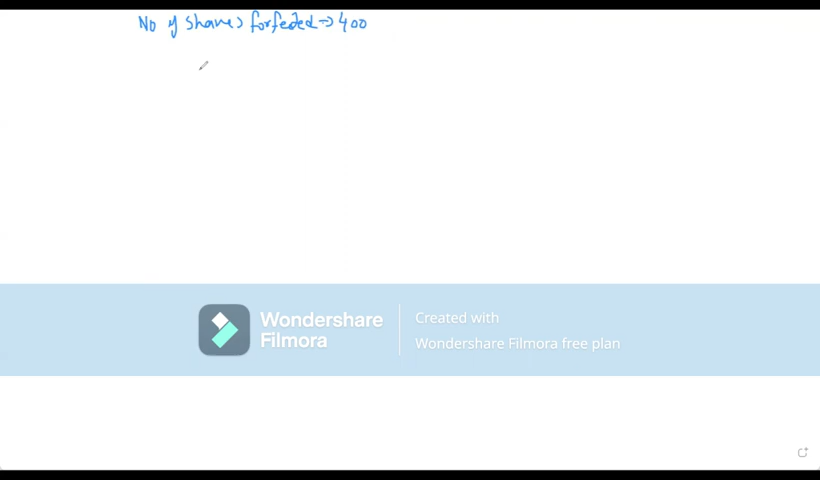 No of shares forfeited → 400
Wondershare
Filmora
Created with
Wondershare Filmora free plan